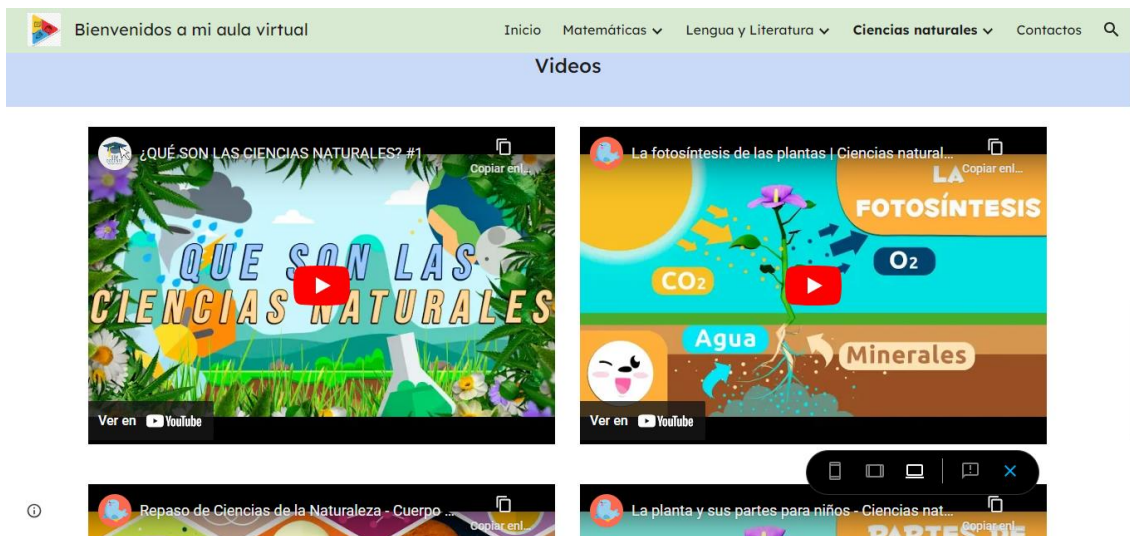 Bienvenidos a mi aula virtual
Inicio Matemáticas Lengua y Literatura Ciencias naturales Contactos
Videos
¿QUÉ SON LAS CIENCIAS NATURALES? #1
Copiar enl...
QUE SON LAS
CIENCIAS NATURALES
Ver en YouTube
La fotosíntesis de las plantas | Ciencias natural...
Copiar enl...
LA
FOTOSÍNTESIS
O2
CO2
Agua
Minerales
Ver en YouTube
Repaso de Ciencias de la Naturaleza - Cuerpo ...
Copiar enl...
La planta y sus partes para niños - Ciencias nat...
Copiar enl...
PARTES DE